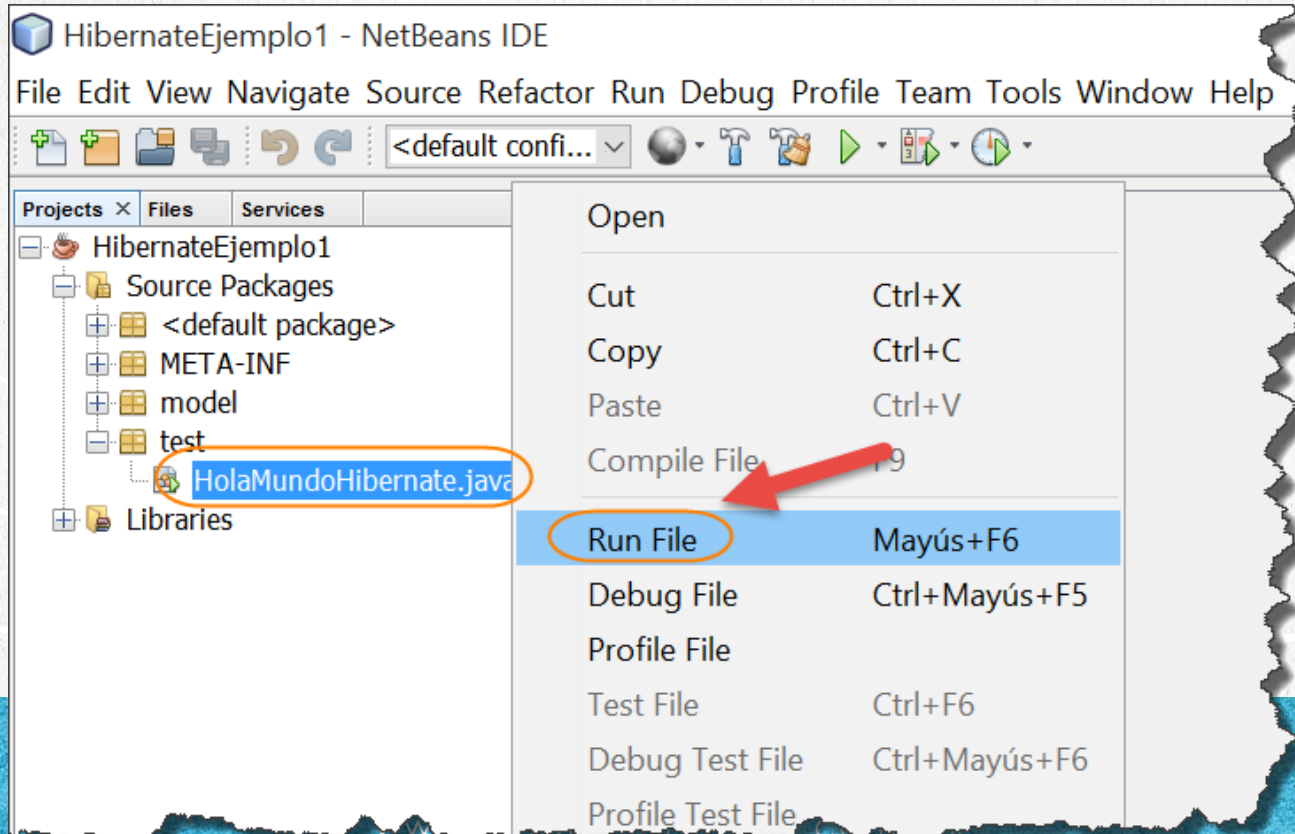 HibernateEjemplo1 - NetBeans IDE
File Edit View Navigate Source Refactor Run Debug Profile Team Tools Window Help
<default confi...
Projects × Files Services
HibernateEjemplo1
Source Packages
<default package>
META-INF
model
test
HolaMundoHibernate.java
Libraries
Open
Cut Ctrl+X
Copy Ctrl+C
Paste Ctrl+V
Compile File F9
Run File Mayús+F6
Debug File Ctrl+Mayús+F5
Profile File
Test File Ctrl+F6
Debug Test File Ctrl+Mayús+F6
Profile Test File